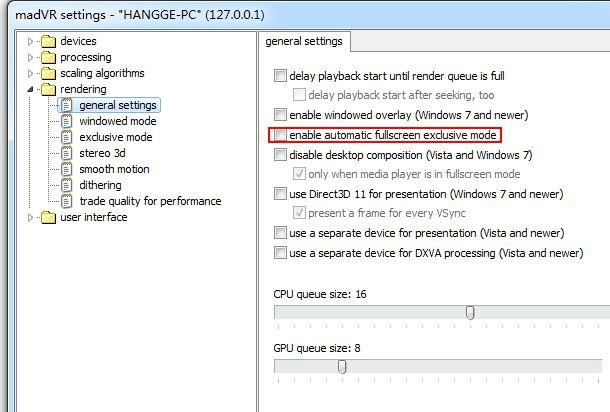 madVR settings - "HANGGE-PC" (127.0.0.1)
devices
processing
scaling algorithms
rendering
general settings
windowed mode
exclusive mode
stereo 3d
smooth motion
dithering
trade quality for performance
user interface
general settings
delay playback start until render queue is full
delay playback start after seeking, too
enable windowed overlay (Windows 7 and newer)
enable automatic fullscreen exclusive mode
disable desktop composition (Vista and Windows 7)
only when media player is in fullscreen mode
use Direct3D 11 for presentation (Windows 7 and newer)
present a frame for every VSync
use a separate device for presentation (Vista and newer)
use a separate device for DXVA processing (Vista and newer)
CPU queue size: 16
GPU queue size: 8